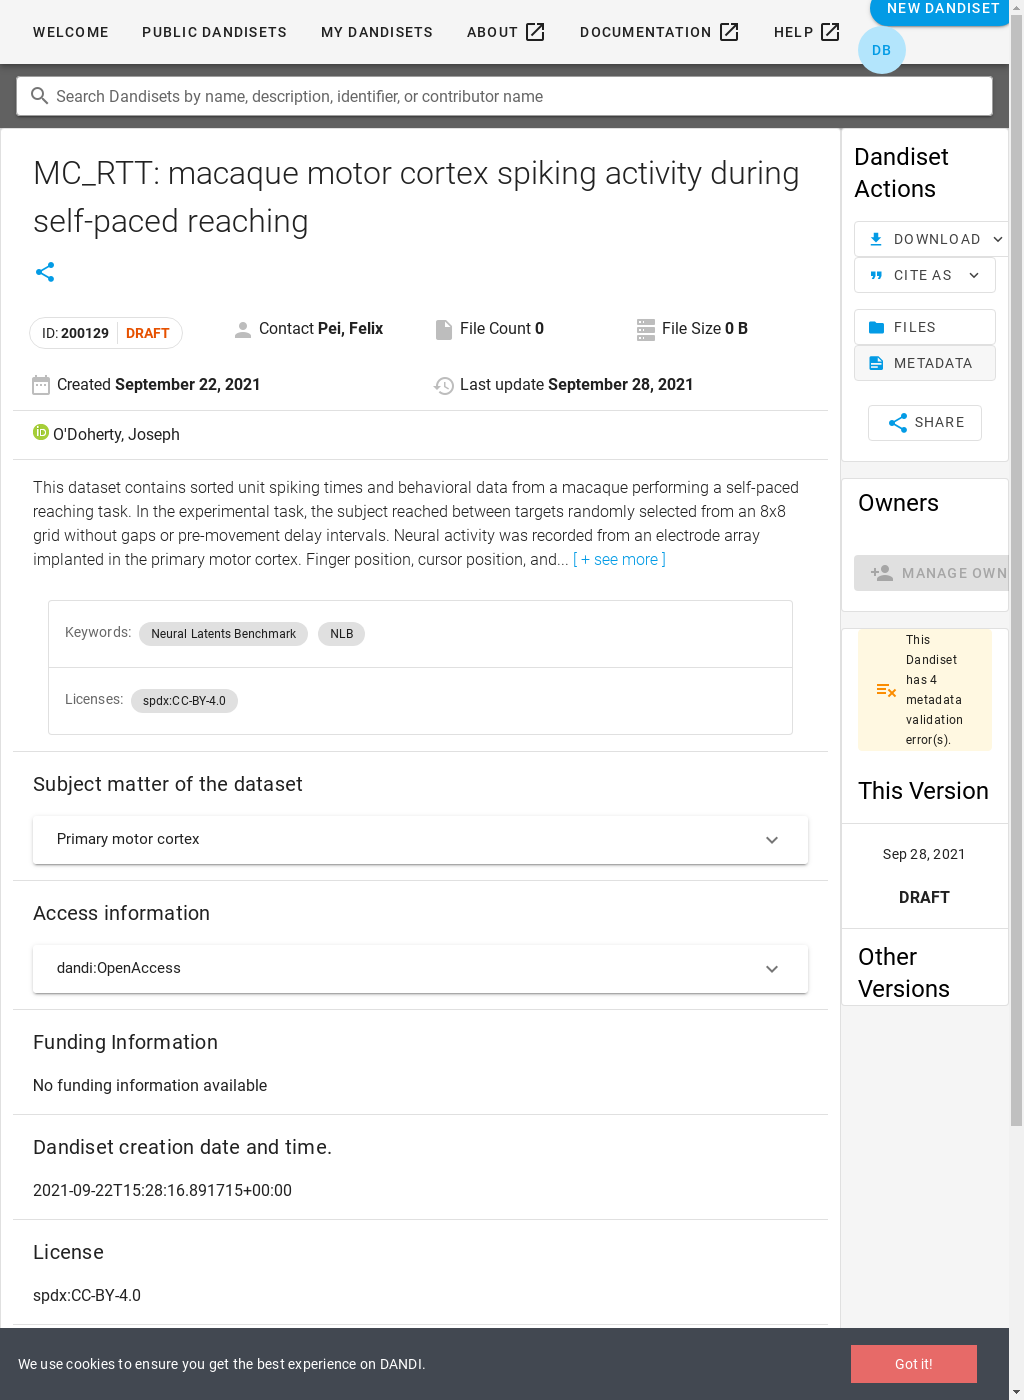 WELCOME PUBLIC DANDISETS MY DANDISETS ABOUT DOCUMENTATION HELP NEW DANDISET
DB
Search Dandisets by name, description, identifier, or contributor name
MC_RTT: macaque motor cortex spiking activity during
self-paced reaching
ID: 200129 DRAFT
Contact Pei, Felix
File Count 0
File Size 0 B
Created September 22, 2021
Last update September 28, 2021
O'Doherty, Joseph
This dataset contains sorted unit spiking times and behavioral data from a macaque performing a self-paced
reaching task. In the experimental task, the subject reached between targets randomly selected from an 8x8
grid without gaps or pre-movement delay intervals. Neural activity was recorded from an electrode array
implanted in the primary motor cortex. Finger position, cursor position, and... [ + see more ]
Keywords: Neural Latents Benchmark NLB
Licenses: spdx:CC-BY-4.0
Subject matter of the dataset
Primary motor cortex
Access information
dandi:OpenAccess
Funding Information
No funding information available
Dandiset creation date and time.
2021-09-22T15:28:16.891715+00:00
License
spdx:CC-BY-4.0
Dandiset
Actions
DOWNLOAD
CITE AS
FILES
METADATA
SHARE
Owners
MANAGE OWN
This
Dandiset
has 4
metadata
validation
error(s).
This Version
Sep 28, 2021
DRAFT
Other
Versions
We use cookies to ensure you get the best experience on DANDI.
Got it!